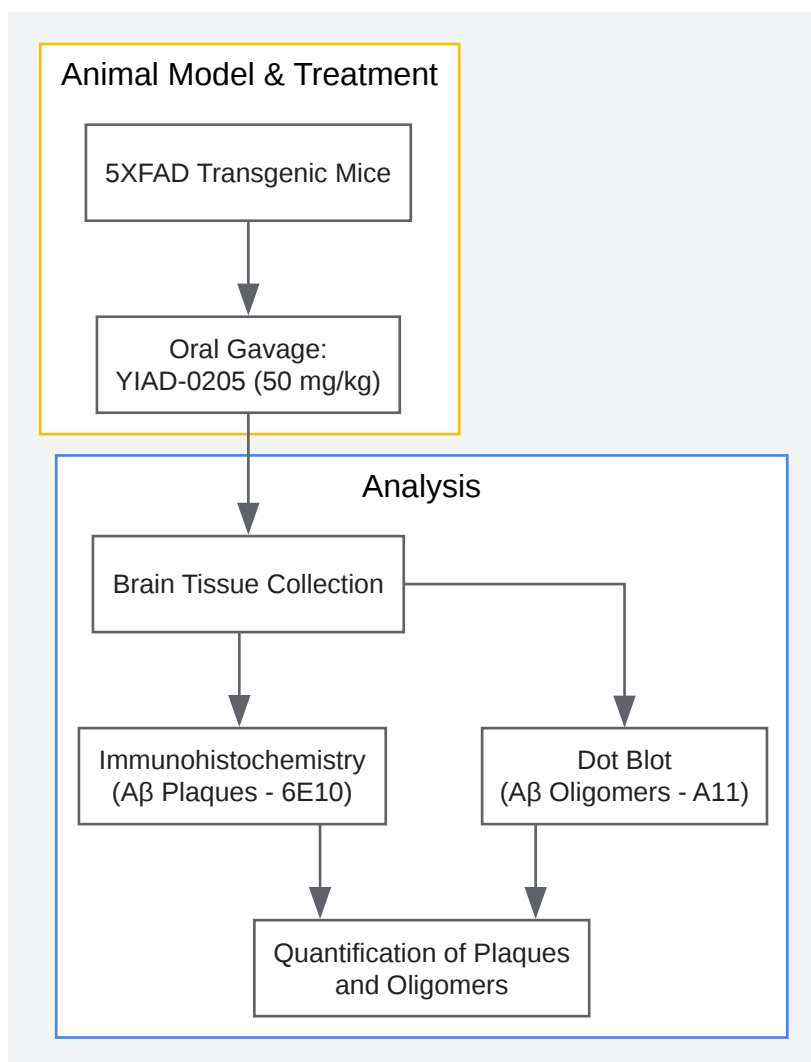 Animal Model & Treatment
5XFAD Transgenic Mice
Oral Gavage:
YIAD-0205 (50 mg/kg)
Analysis
Brain Tissue Collection
Immunohistochemistry
(Aβ Plaques - 6E10)
Dot Blot
(Aβ Oligomers - A11)
Quantification of Plaques
and Oligomers